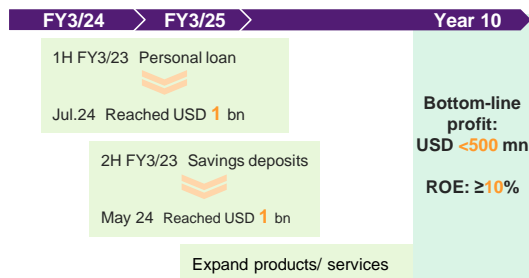 FY3/24 FY3/25 Year 10
1H FY3/23 Personal loan
Jul.24 Reached USD 1 bn
2H FY3/23 Savings deposits
May 24 Reached USD 1 bn
Expand products/ services
Bottom-line
profit:
USD <500 mn
ROE: ≥10%